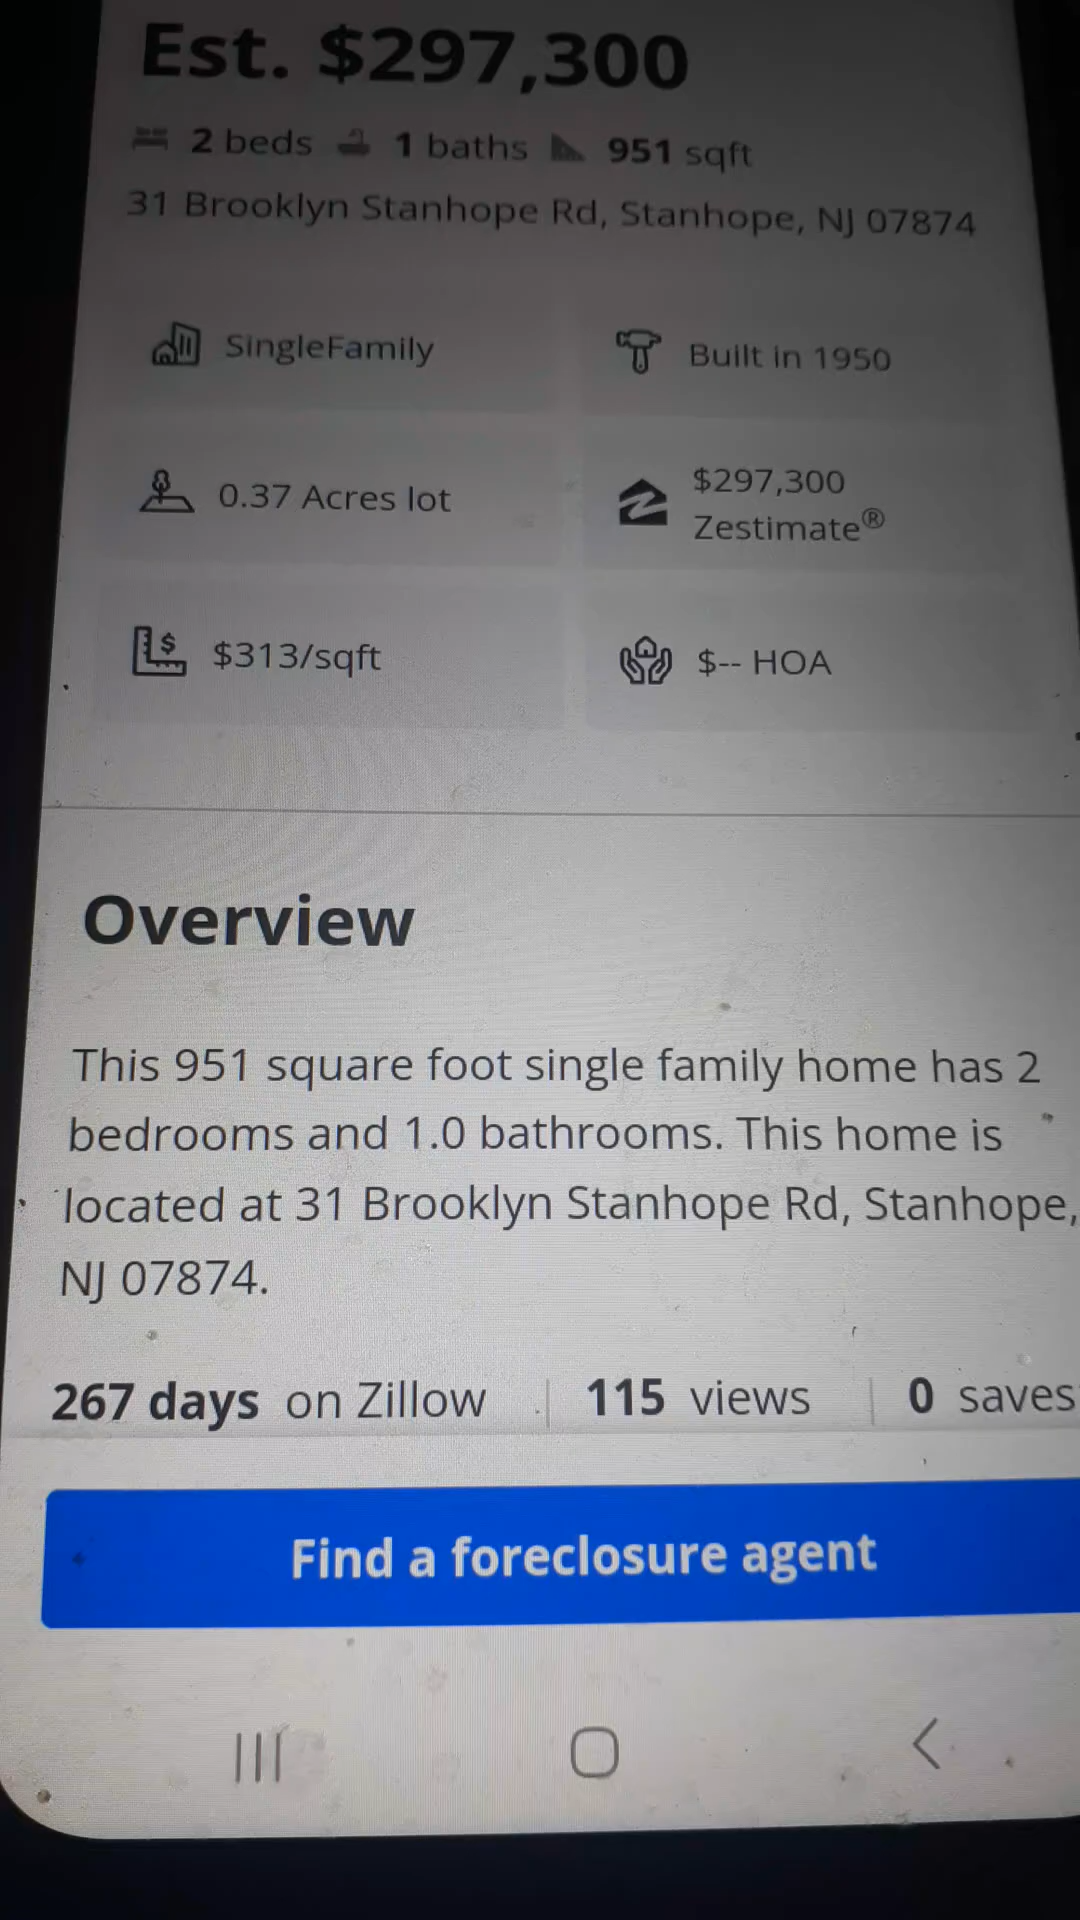 Est. $297,300
2 beds 1 baths 951 sqft
31 Brooklyn Stanhope Rd, Stanhope, NJ 07874
SingleFamily
Built in 1950
0.37 Acres lot
$297,300
Zestimate®
$313/sqft
$-- HOA
Overview
This 951 square foot single family home has 2
bedrooms and 1.0 bathrooms. This home is
located at 31 Brooklyn Stanhope Rd, Stanhope,
NJ 07874.
267 days on Zillow | 115 views | 0 saves
Find a foreclosure agent